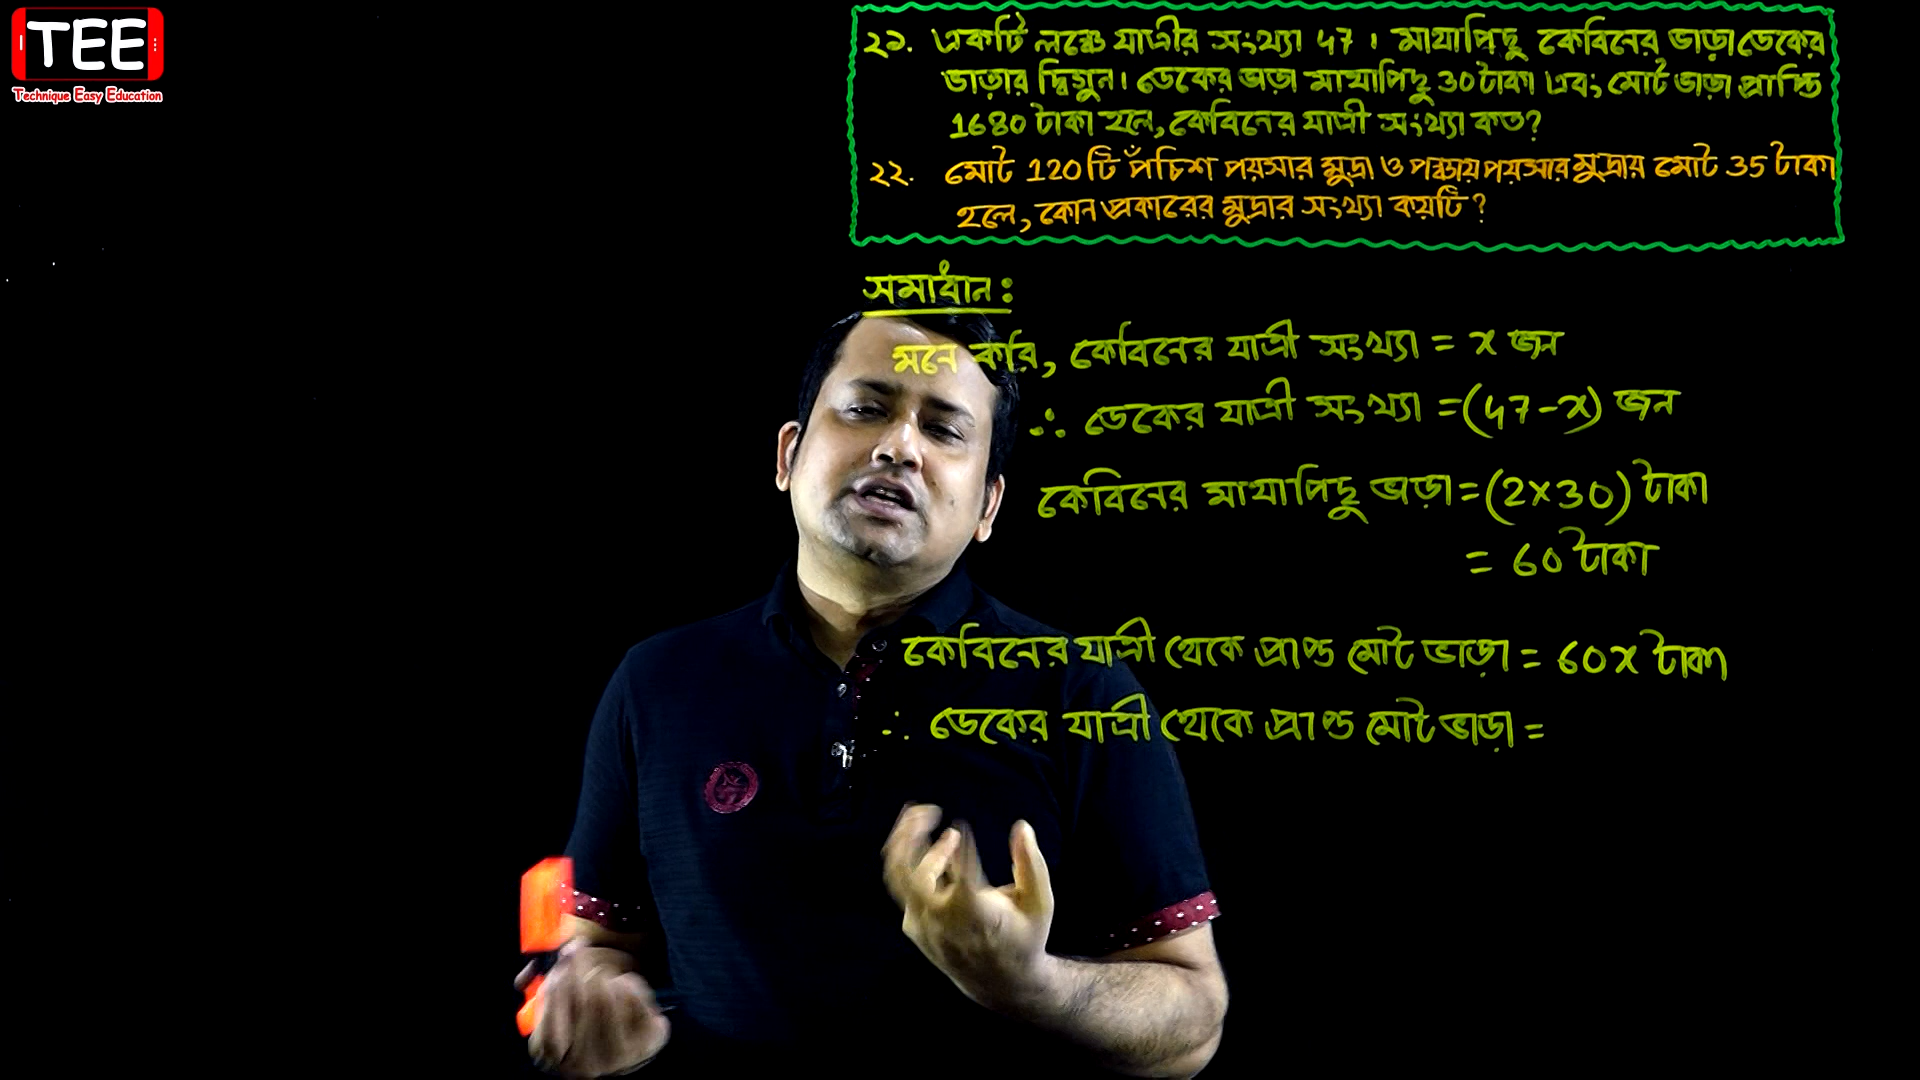 TEE
Technique Easy Education
২১. একটি লঞ্চে যাত্রীর সংখ্যা 47। মাথাপিছু কেবিনের ভাড়া ডেকের
ভাড়ার দ্বিগুন। ডেকের ভাড়া মাথাপিছু 30 টাকা এবং মোট ভাড়া প্রাপ্তি
1680 টাকা হলে, কেবিনের যাত্রী সংখ্যা কত?
২২. মোট 120 টি পঁচিশ পয়সার মুদ্রা ও পঞ্চাশ পয়সার মুদ্রায় মোট 35 টাকা
হলে, কোন প্রকারের মুদ্রার সংখ্যা কয়টি?
সমাধান:
মনে করি, কেবিনের যাত্রী সংখ্যা = x জন
∴ ডেকের যাত্রী সংখ্যা = (47-x) জন
কেবিনের মাথাপিছু ভাড়া = (2×30) টাকা
= 60 টাকা
কেবিনের যাত্রী থেকে প্রাপ্ত মোট ভাড়া = 60x টাকা
∴ ডেকের যাত্রী থেকে প্রাপ্ত মোট ভাড়া =